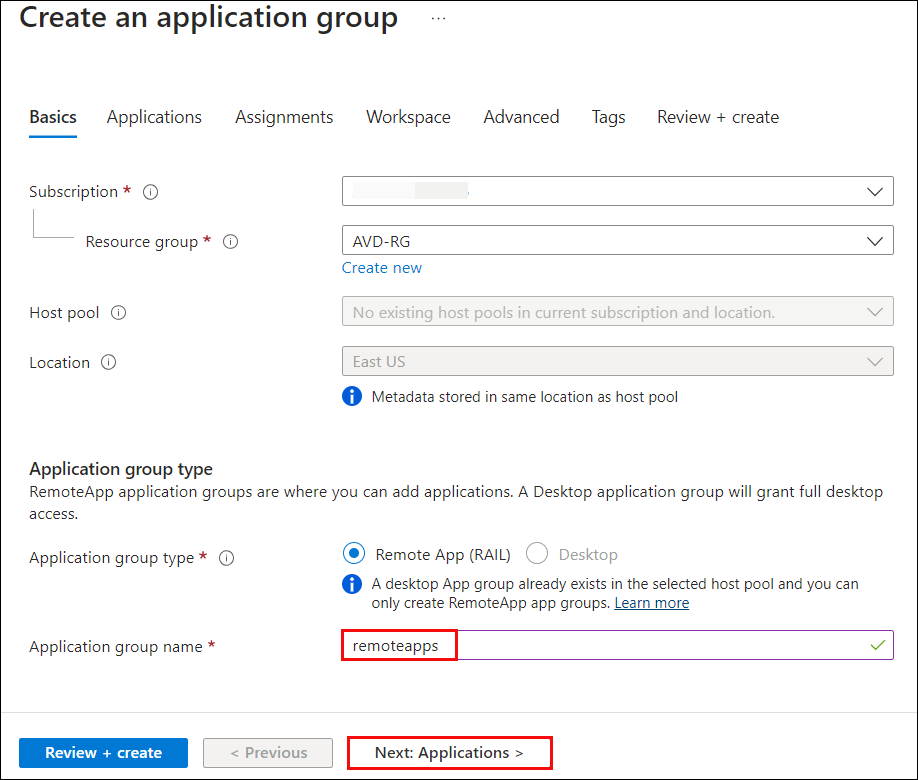 Create an application group ...
Basics Applications Assignments Workspace Advanced Tags Review + create
Subscription *
Resource group * AVD-RG
Create new
Host pool No existing host pools in current subscription and location.
Location East US
Metadata stored in same location as host pool
Application group type
RemoteApp application groups are where you can add applications. A Desktop application group will grant full desktop
access.
Application group type * Remote App (RAIL) Desktop
A desktop App group already exists in the selected host pool and you can
only create RemoteApp app groups. Learn more
Application group name * remoteapps
Review + create < Previous Next: Applications >